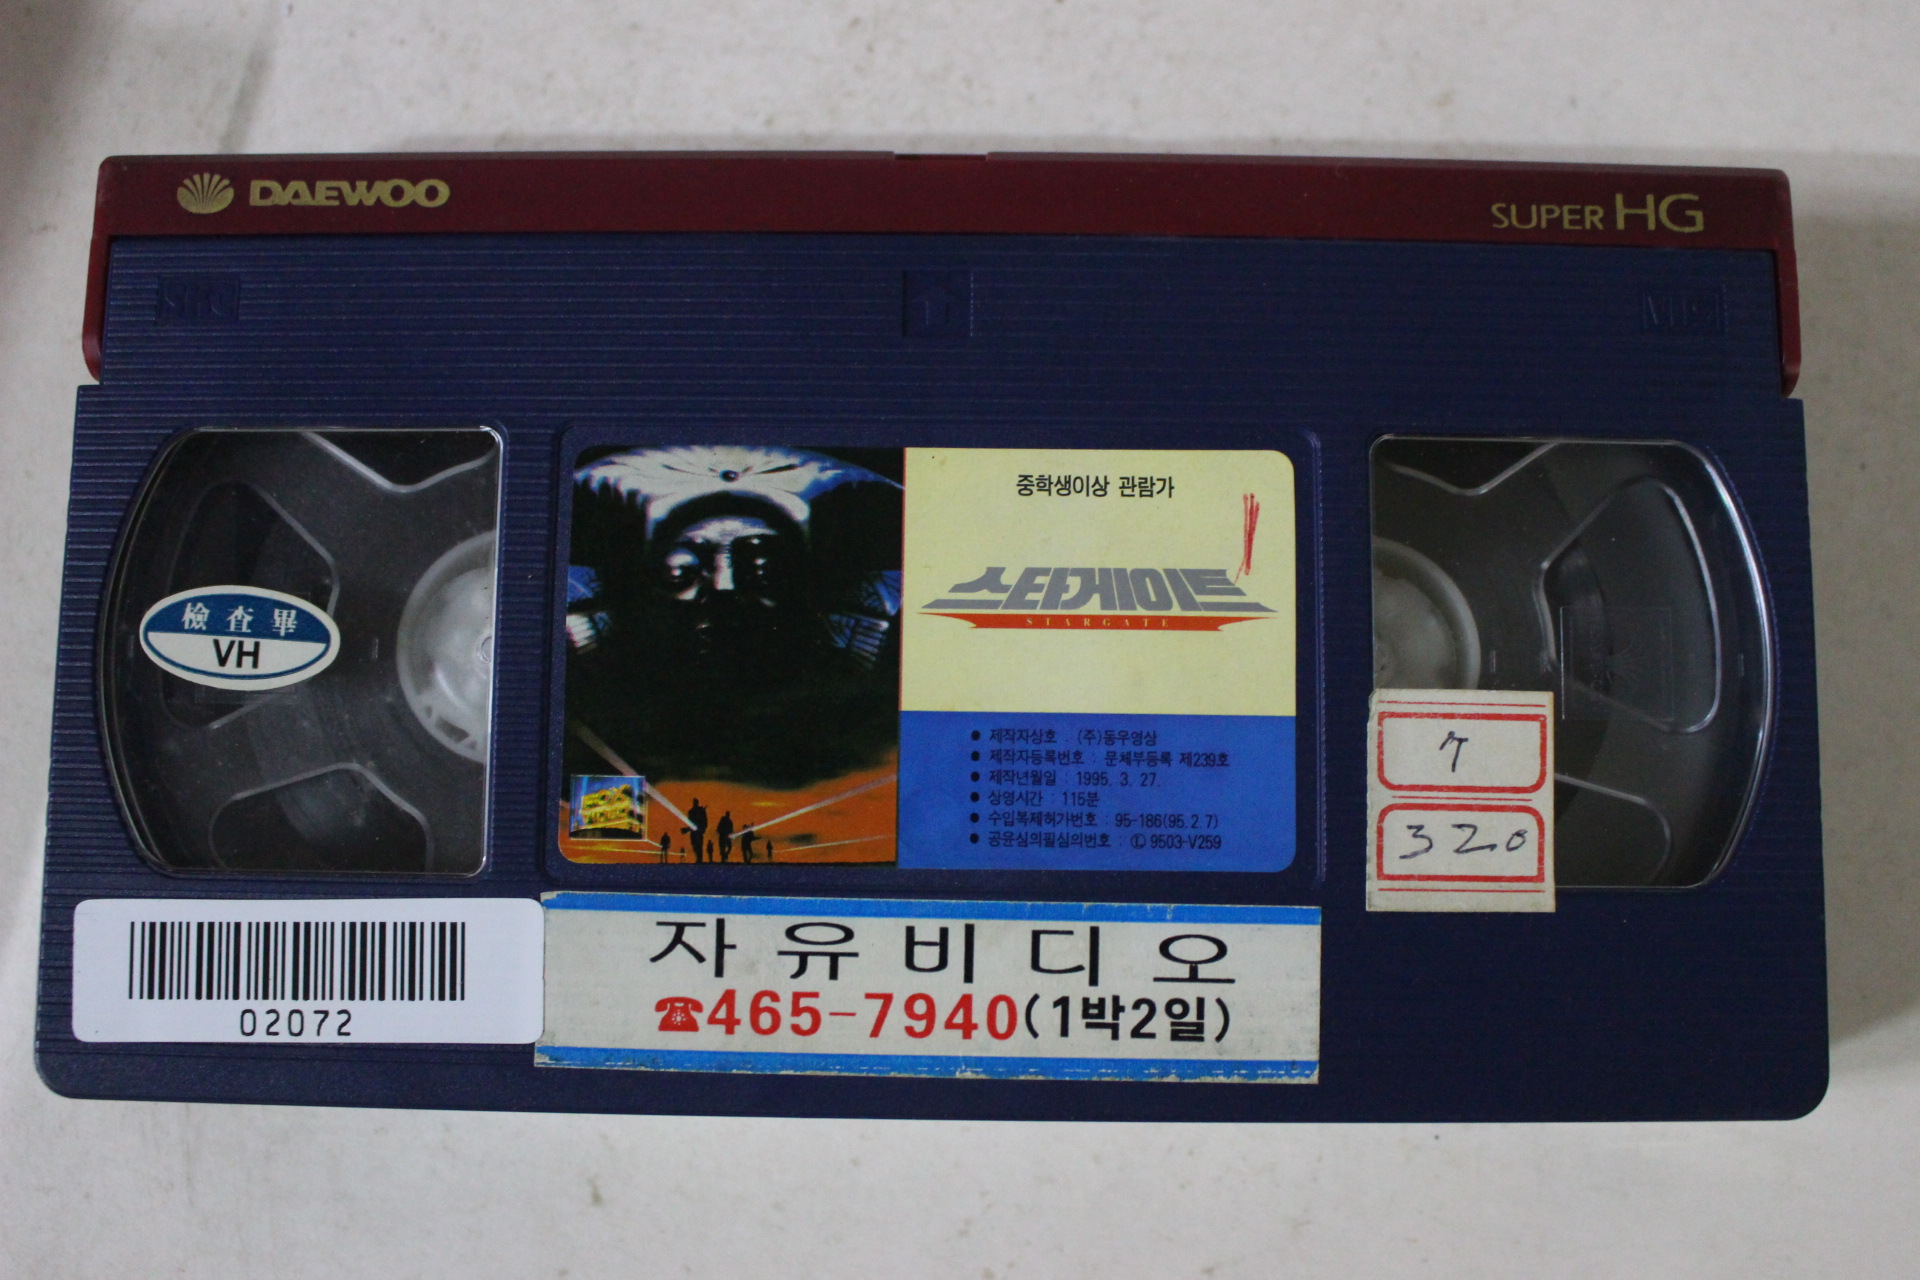 DAEWOO
SUPER HG
중학생이상 관람가
스타게이트
STARGATE
檢查畢
VH
● 제작자상호 : (주)동우영상
● 제작자등록번호 : 문체부등록 제239호
● 제작년월일 : 1995. 3. 27.
● 상영시간 : 115분
● 수입복제허가번호 : 95-186(95.2.7)
● 공윤심의필심의번호 : Ⓛ 9503-V259
320
02072
자유비디오
☎465-7940(1박2일)